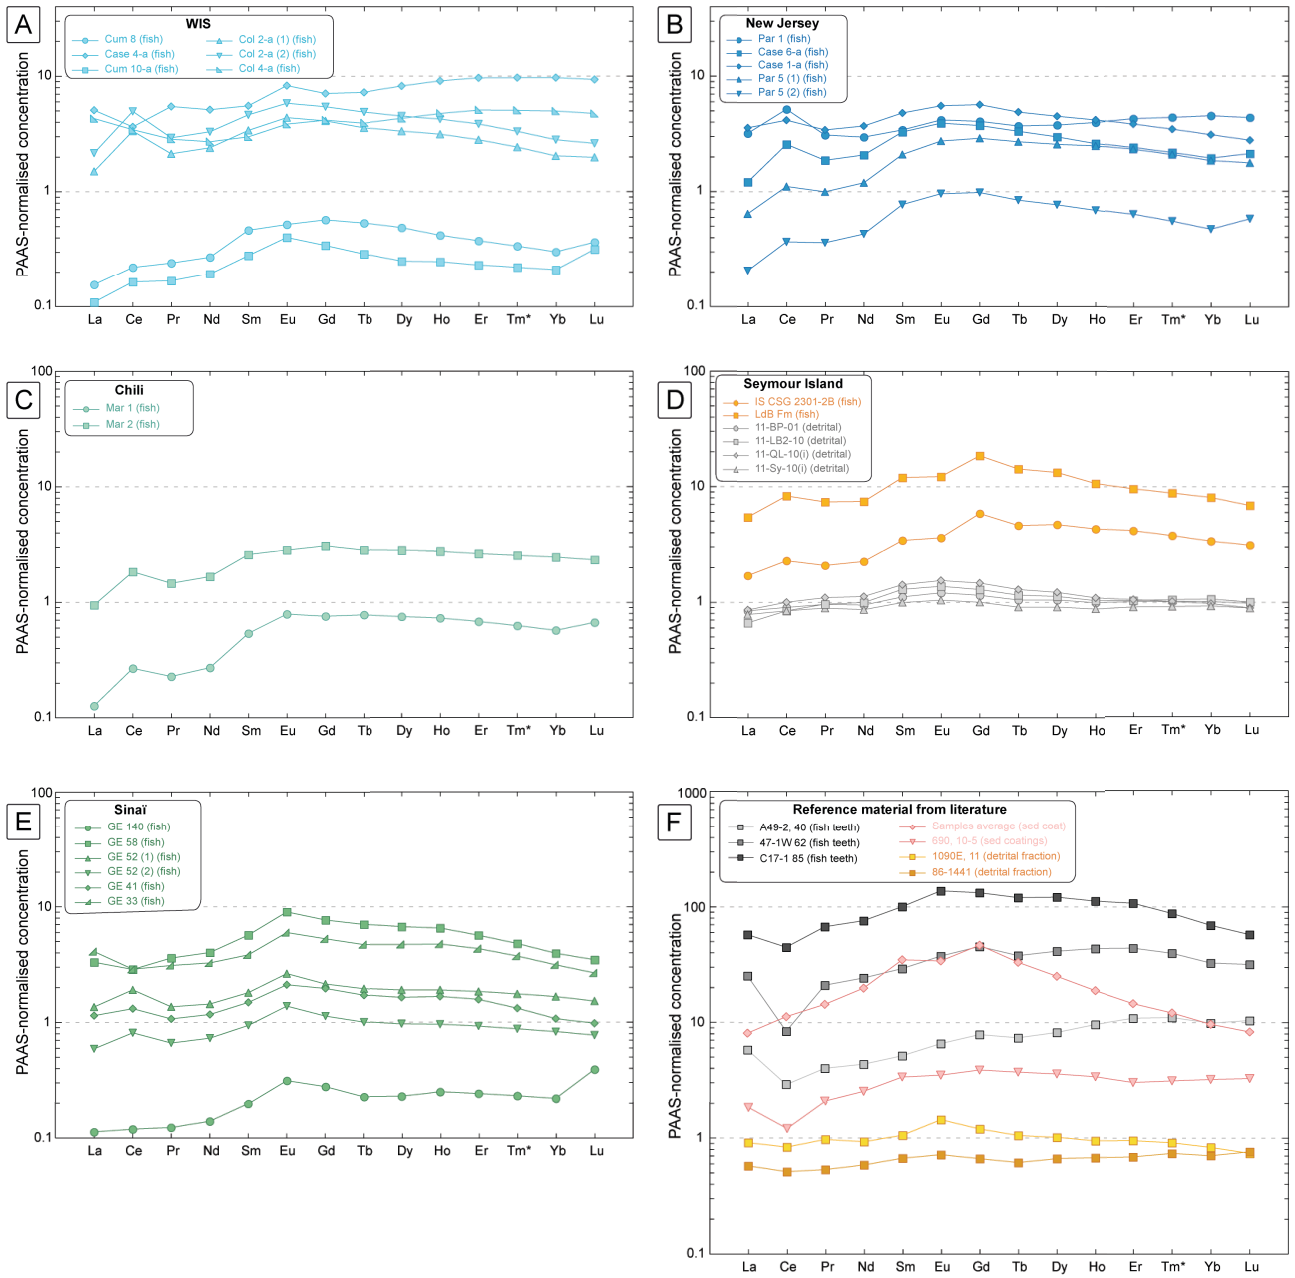 A
WIS
Cum 8 (fish)
Case 4-a (fish)
Cum 10-a (fish)
Col 2-a (1) (fish)
Col 2-a (2) (fish)
Col 4-a (fish)
PAAS-normalised concentration
10
1
0.1
La Ce Pr Nd Sm Eu Gd Tb Dy Ho Er Tm* Yb Lu
B
New Jersey
Par 1 (fish)
Case 6-a (fish)
Case 1-a (fish)
Par 5 (1) (fish)
Par 5 (2) (fish)
PAAS-normalised concentration
10
1
0.1
La Ce Pr Nd Sm Eu Gd Tb Dy Ho Er Tm* Yb Lu
C
Chili
Mar 1 (fish)
Mar 2 (fish)
PAAS-normalised concentration
100
10
1
0.1
La Ce Pr Nd Sm Eu Gd Tb Dy Ho Er Tm* Yb Lu
D
Seymour Island
IS CSG 2301-2B (fish)
LdB Fm (fish)
11-BP-01 (detrital)
11-LB2-10 (detrital)
11-QL-10(i) (detrital)
11-Sy-10(i) (detrital)
PAAS-normalised concentration
100
10
1
0.1
La Ce Pr Nd Sm Eu Gd Tb Dy Ho Er Tm* Yb Lu
E
Sinaï
GE 140 (fish)
GE 58 (fish)
GE 52 (1) (fish)
GE 52 (2) (fish)
GE 41 (fish)
GE 33 (fish)
PAAS-normalised concentration
100
10
1
0.1
La Ce Pr Nd Sm Eu Gd Tb Dy Ho Er Tm* Yb Lu
F
Reference material from literature
A49-2, 40 (fish teeth)
47-1W 62 (fish teeth)
C17-1 85 (fish teeth)
Samples average (sed coat)
690, 10-5 (sed coatings)
1090E, 11 (detrital fraction)
86-1441 (detrital fraction)
PAAS-normalised concentration
1000
100
10
1
0.1
La Ce Pr Nd Sm Eu Gd Tb Dy Ho Er Tm* Yb Lu